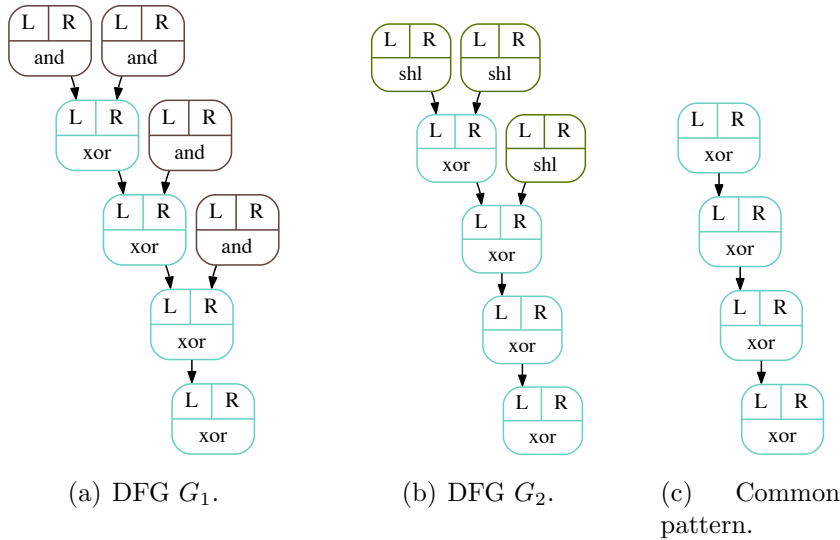 L R L R
and and
L R L R
xor and
L R L R
xor and
L R
xor
L R
xor
(a) DFG G₁.
L R L R
shl shl
L R L R
xor shl
L R
xor
L R
xor
L R
xor
(b) DFG G₂.
L R
xor
L R
xor
L R
xor
L R
xor
(c) Common
pattern.